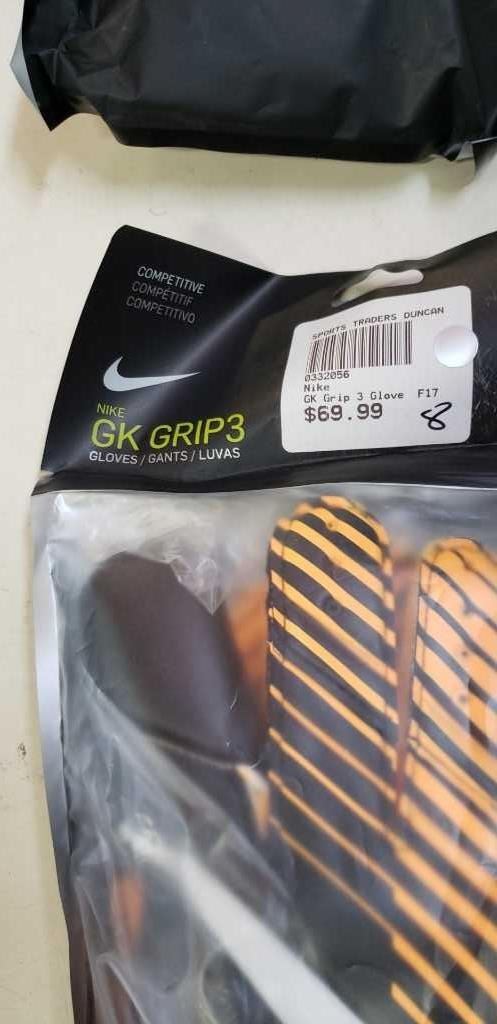 COMPETITIVE
COMPÉTITIF
COMPETITIVO
NIKE
GK GRIP3
GLOVES / GANTS / LUVAS
SPORTS TRADERS DUNCAN
0332056
Nike
GK Grip 3 Glove F17
$69.99
8